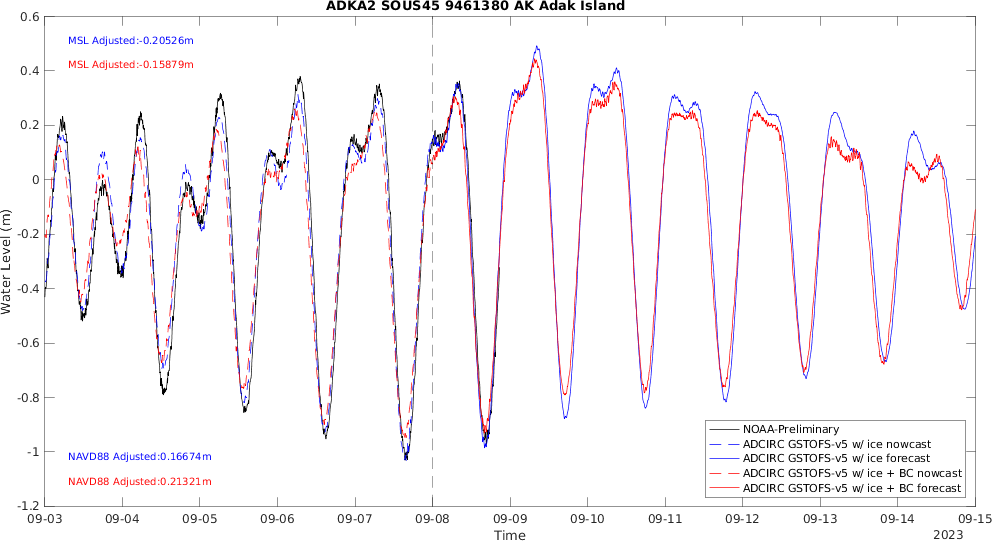 ADKA2 SOUS45 9461380 AK Adak Island
0.6
MSL Adjusted:-0.20526m
MSL Adjusted:-0.15879m
0.4
0.2
0
-0.2
-0.4
-0.6
-0.8
-1
-1.2
Water Level (m)
NAVD88 Adjusted:0.16674m
NAVD88 Adjusted:0.21321m
NOAA-Preliminary
ADCIRC GSTOFS-v5 w/ ice nowcast
ADCIRC GSTOFS-v5 w/ ice forecast
ADCIRC GSTOFS-v5 w/ ice + BC nowcast
ADCIRC GSTOFS-v5 w/ ice + BC forecast
09-03 09-04 09-05 09-06 09-07 09-08 09-09 09-10 09-11 09-12 09-13 09-14 09-15
Time
2023